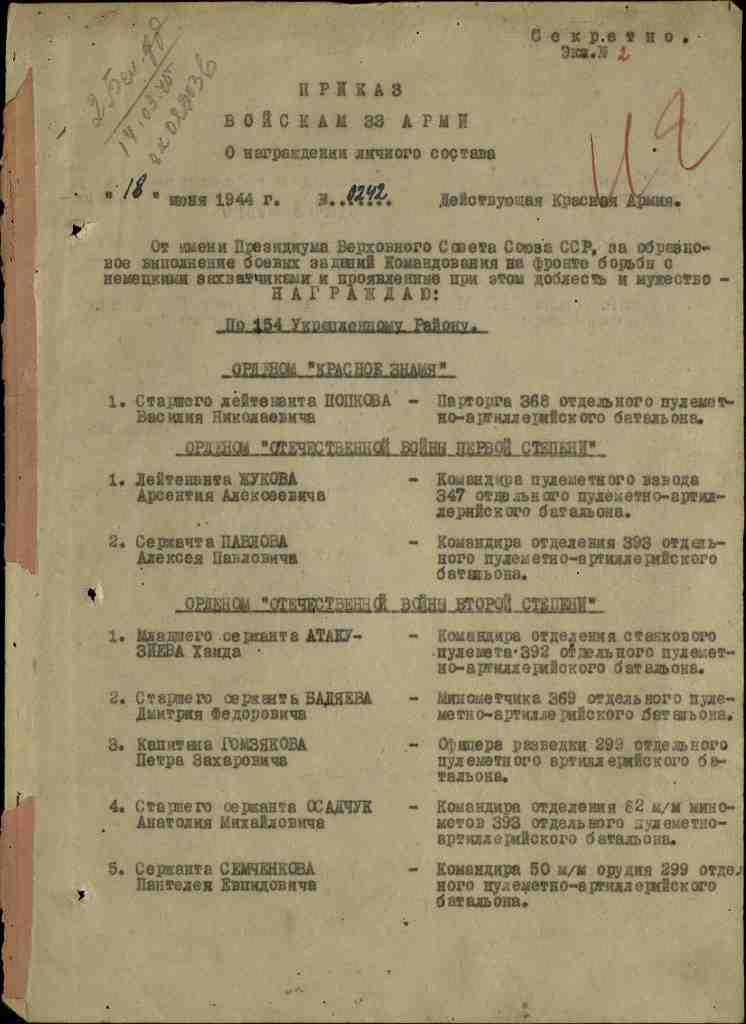 Секретно.
Экз.№ 2
ПРИКАЗ
ВОЙСКАМ 33 АРМИ
О награждении личного состава
"18" июня 1944 г. №..0242.. Действующая Красная Армия.
112
От имени Президиума Верховного Совета Союза ССР, за образцо-
вое выполнение боевых заданий Командования на фронте борьбы с
немецкими захватчиками и проявленные при этом доблесть и мужество -
НАГРАЖДАЮ:
По 154 Укрепленному Району.
ОРДЕНОМ "КРАСНОЕ ЗНАМЯ"
1. Старшего лейтенанта ПОПКОВА - Парторга 368 отдельного пулемет-
Василия Николаевича но-артиллерийского батальона.
ОРДЕНОМ "ОТЕЧЕСТВЕННОЙ ВОЙНЫ ПЕРВОЙ СТЕПЕНИ"
1. Лейтенанта ЖУКОВА - Командира пулеметного взвода
Арсентия Алексеевича 347 отдельного пулеметно-артил-
лерийского батальона.
2. Сержанта ПАВЛОВА - Командира отделения 393 отдель-
Алексея Павловича ного пулеметно-артиллерийского
батальона.
ОРДЕНОМ "ОТЕЧЕСТВЕННОЙ ВОЙНЫ ВТОРОЙ СТЕПЕНИ"
1. Младшего сержанта АТАКУ- - Командира отделения станкового
ЗИЕВА Хаида пулемета 392 отдельного пулемет-
но-артиллерийского батальона.
2. Старшего сержанть БАДЯЕВА - Минометчика 369 отдельного пуле-
Дмитрия Федоровича метно-артиллерийского батальона.
3. Капитана ГОМЗЯКОВА - Офицера разведки 299 отдельного
Петра Захаровича пулеметного артиллерийского ба-
тальона.
4. Старшего сержанта ОСАДЧУК - Командира отделения 82 м/м мино-
Анатолия Михайловича метов 393 отдельного пулеметно-
артиллерийского батальона.
5. Сержанта СЕМЧЕНКОВА - Командира 50 м/м орудия 299 отдел
Пантелея Евпидовича ного пулеметно-артиллерийского
батальона.